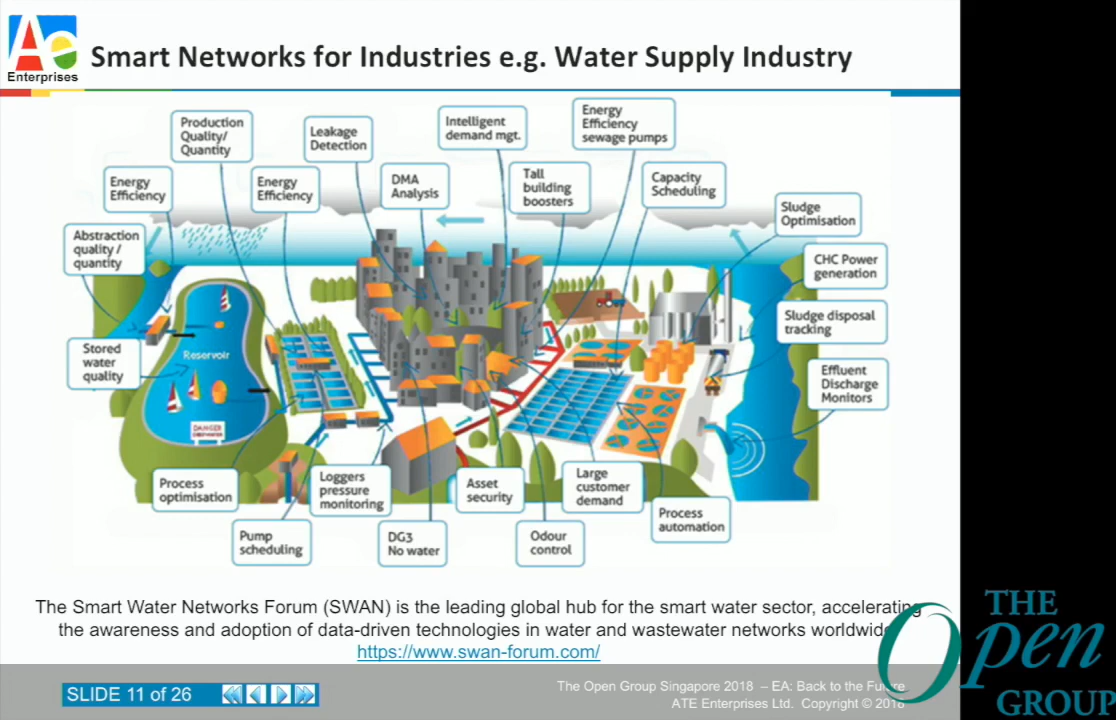 Ae
Enterprises
Smart Networks for Industries e.g. Water Supply Industry
Production
Quality/
Quantity
Leakage
Detection
Intelligent
demand mgt.
Energy
Efficiency
sewage pumps
Energy
Efficiency
Energy
Efficiency
DMA
Analysis
Tall
building
boosters
Capacity
Scheduling
Sludge
Optimisation
Abstraction
quality /
quantity
CHC Power
generation
Sludge disposal
tracking
Stored
water
quality
Reservoir
Effluent
Discharge
Monitors
DANGER
DEEP WATER
Process
optimisation
Loggers
pressure
monitoring
Asset
security
Large
customer
demand
Process
automation
Pump
scheduling
DG3
No water
Odour
control
The Smart Water Networks Forum (SWAN) is the leading global hub for the smart water sector, accelerating
the awareness and adoption of data-driven technologies in water and wastewater networks worldwide
https://www.swan-forum.com/
SLIDE 11 of 26
The Open Group Singapore 2018 – EA: Back to the Future
ATE Enterprises Ltd. Copyright © 2018
THE
Open
GROUP